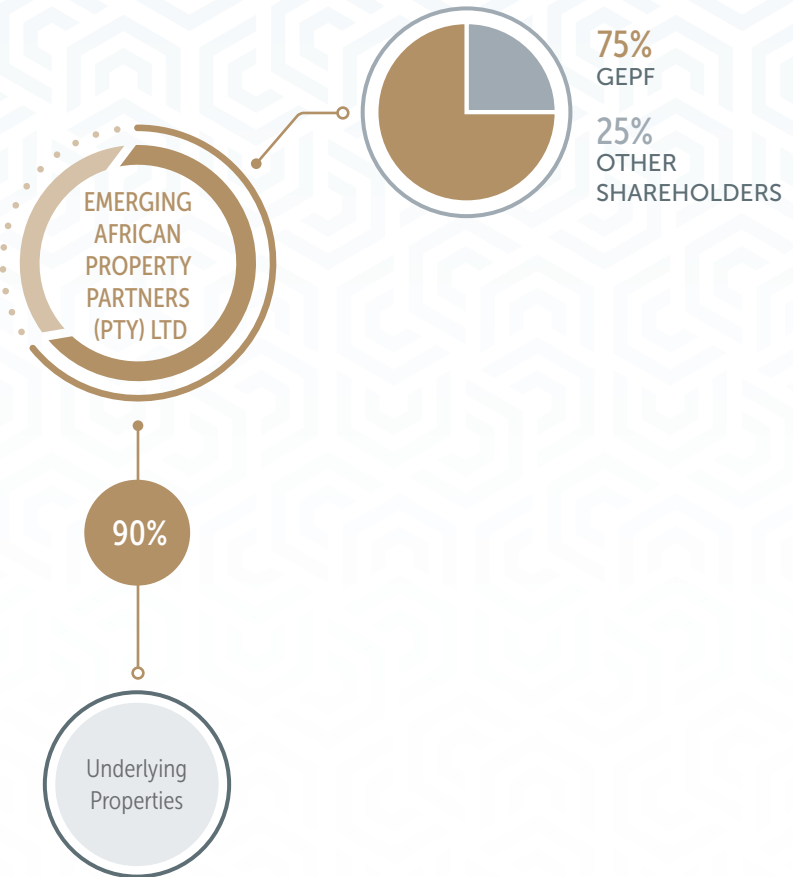 75%
GEPF
25%
OTHER
SHAREHOLDERS
EMERGING
AFRICAN
PROPERTY
PARTNERS
(PTY) LTD
90%
Underlying
Properties